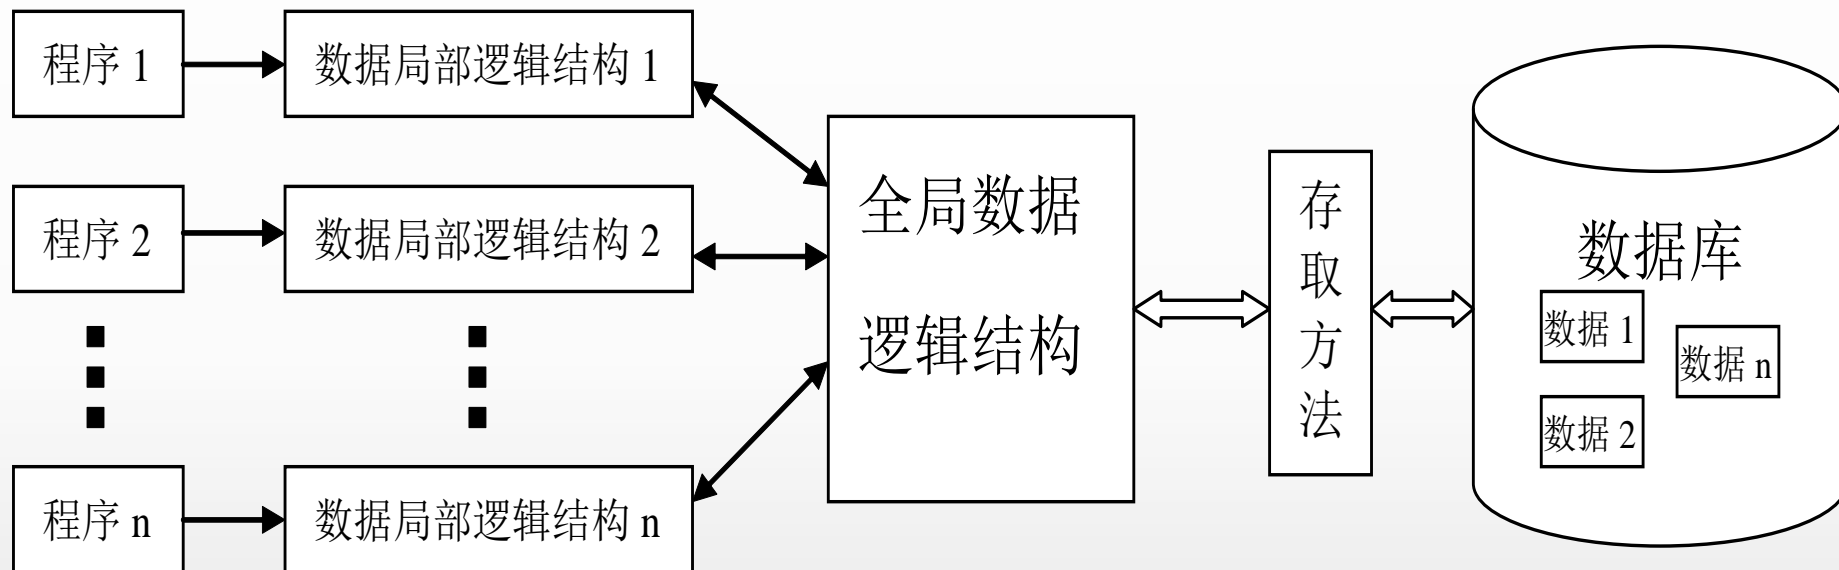 程序 1
数据局部逻辑结构 1
程序 2
数据局部逻辑结构 2
程序 n
数据局部逻辑结构 n
全局数据
逻辑结构
存
取
方
法
数据库
数据 1
数据 n
数据 2